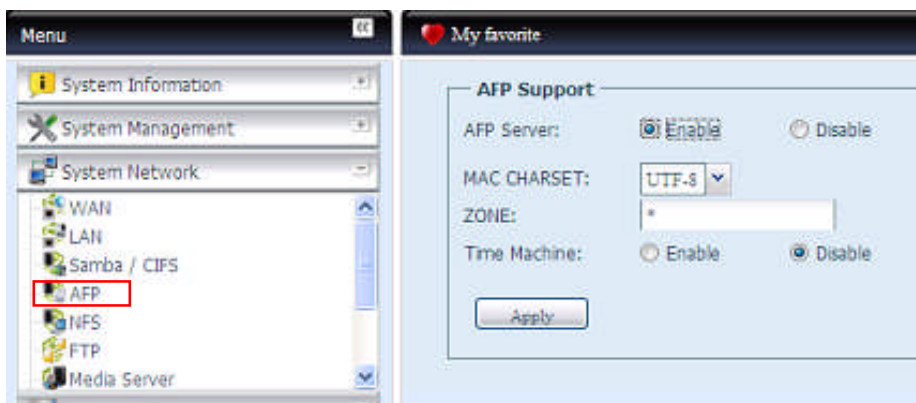 Menu
My favorite
System Information
System Management
System Network
WAN
LAN
Samba / CIFS
AFP
NFS
FTP
Media Server
AFP Support
AFP Server: Enable Disable
MAC CHARSET: UTF-8
ZONE: *
Time Machine: Enable Disable
Apply